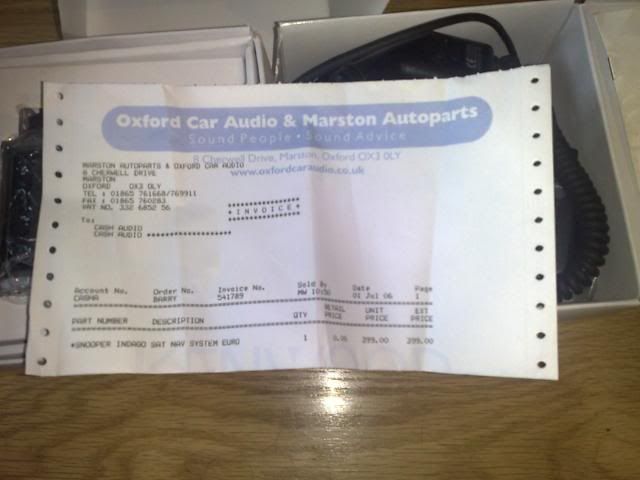 Oxford Car Audio & Marston Autoparts
Sound People • Sound Advice
8 Cherwell Drive, Marston, Oxford OX3 0LY
www.oxfordcaraudio.co.uk
MARSTON AUTOPARTS & OXFORD CAR AUDIO
8 CHERWELL DRIVE
MARSTON
OXFORD OX3 0LY
TEL : 01865 761668/769911
FAX : 01865 760283
VAT NO. 332 6852 56
*INVOICE*
To:
CASH AUDIO
CASH AUDIO ******************
Account No. Order No. Invoice No. Sold By Date Page
CASMA BARRY 541789 MW 10:50 01 Jul 06 1
PART NUMBER DESCRIPTION QTY RETAIL PRICE UNIT PRICE EXT PRICE
*SNOOPER INDAGO SAT NAV SYSTEM EURO 1 299.00 299.00